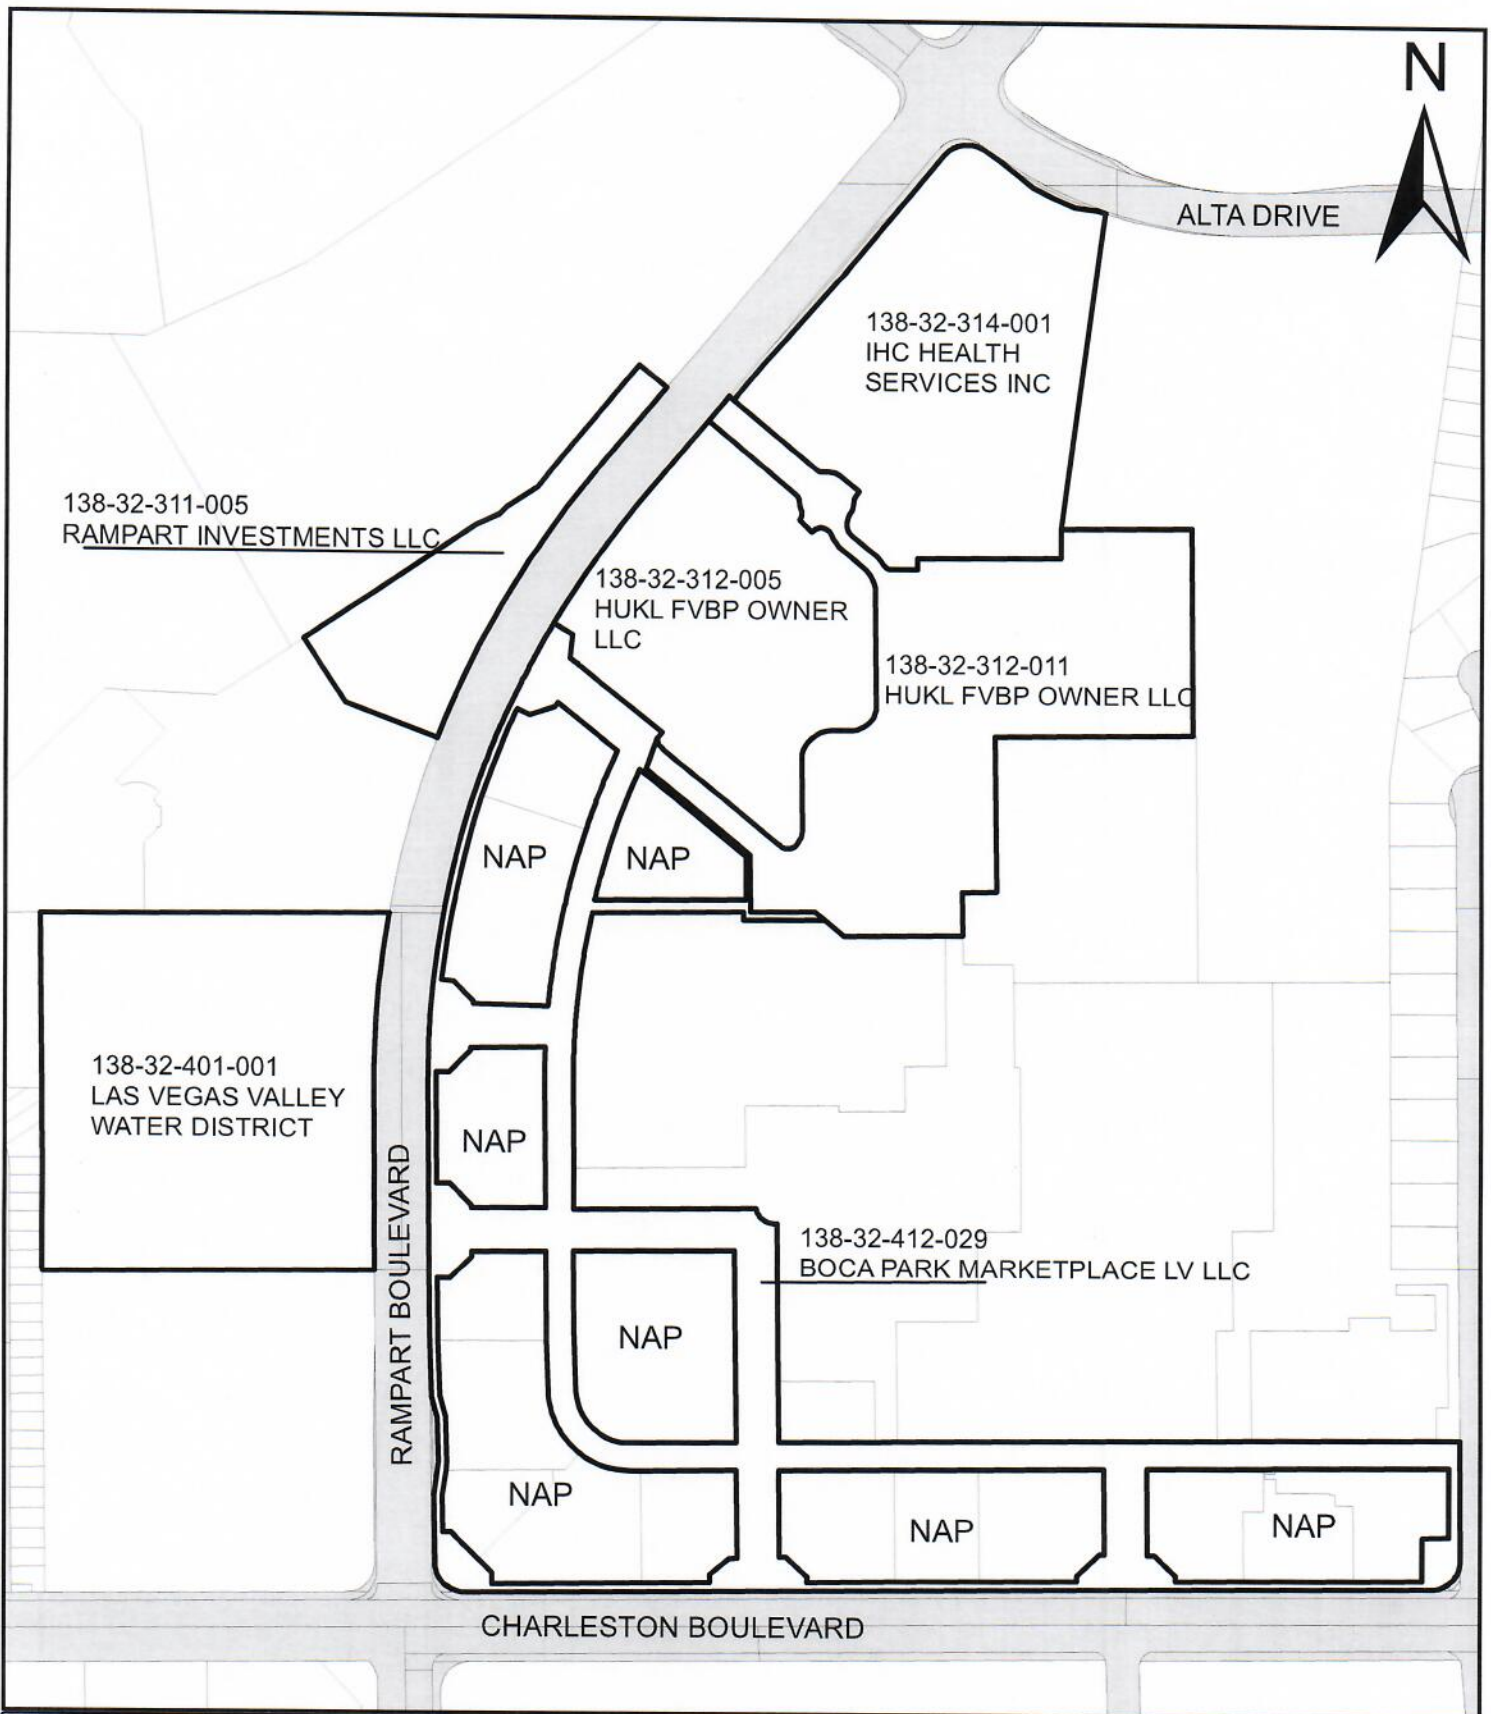 N
ALTA DRIVE
138-32-314-001
IHC HEALTH
SERVICES INC
138-32-311-005
RAMPART INVESTMENTS LLC
138-32-312-005
HUKL FVBP OWNER
LLC
138-32-312-011
HUKL FVBP OWNER LLC
NAP
NAP
138-32-401-001
LAS VEGAS VALLEY
WATER DISTRICT
NAP
RAMPART BOULEVARD
138-32-412-029
BOCA PARK MARKETPLACE LV LLC
NAP
NAP
NAP
NAP
CHARLESTON BOULEVARD